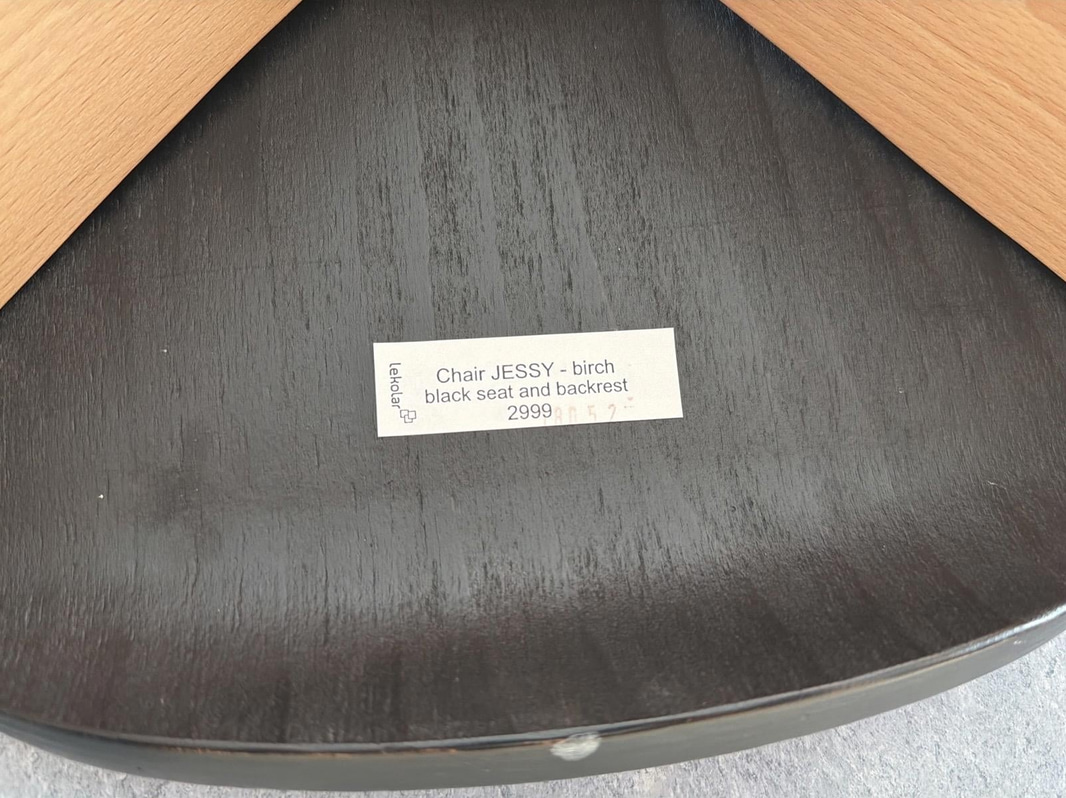 lekolar
Chair JESSY - birch
black seat and backrest
2999